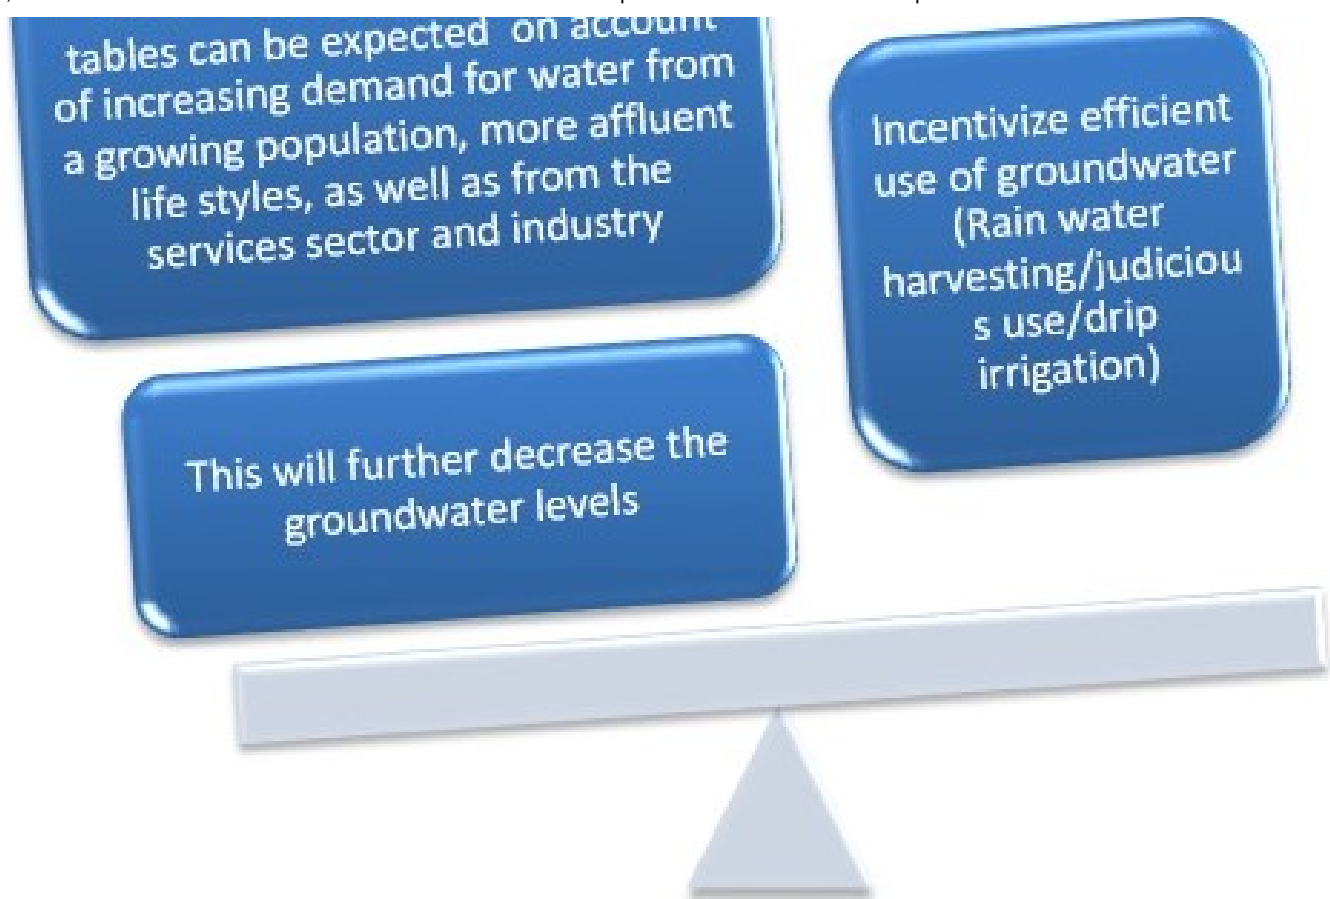 tables can be expected on account
of increasing demand for water from
a growing population, more affluent
life styles, as well as from the
services sector and industry
This will further decrease the
groundwater levels
Incentivize efficient
use of groundwater
(Rain water
harvesting/judiciou
s use/drip
irrigation)